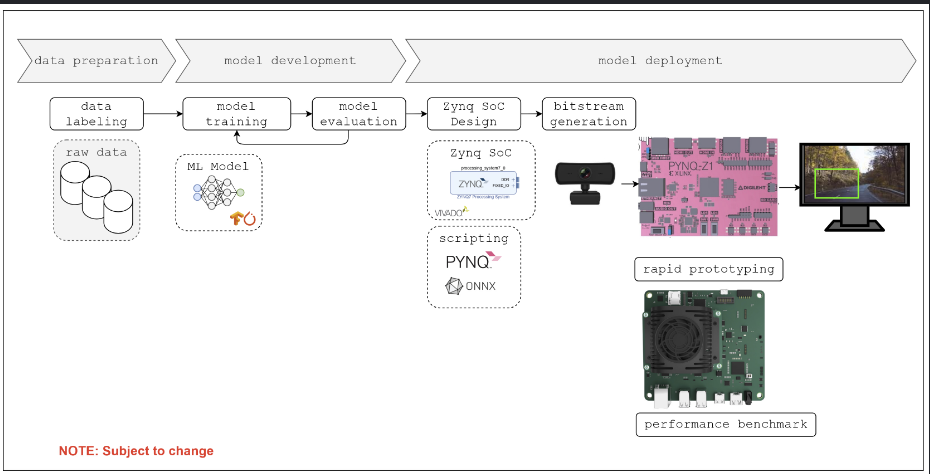 data preparation
model development
model deployment
data
labeling
model
training
model
evaluation
Zynq SoC
Design
bitstream
generation
raw data
ML Model
Zynq SoC
processing_system7_0
DDR
FIXED_IO
ZYNQ
ZYNQ7 Processing System
VIVADO
scripting
PYNQ
ONNX
PYNQ-Z1
XILINX
DIGILENT
rapid prototyping
performance benchmark
NOTE: Subject to change